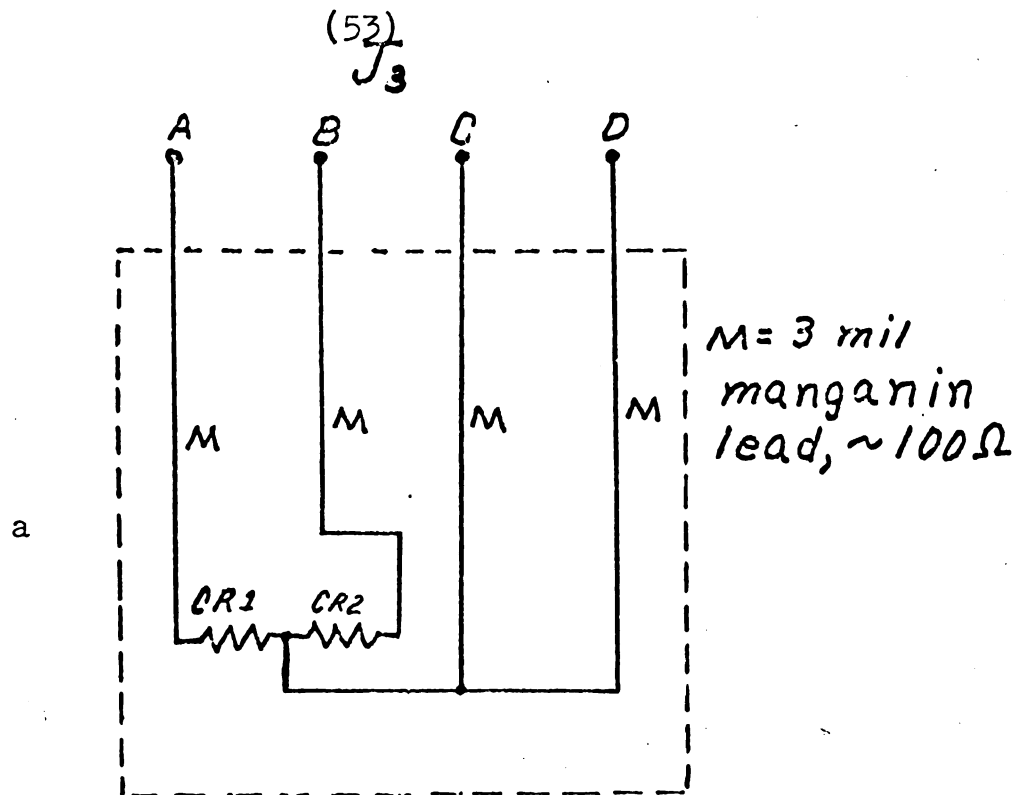 (53)
J3
A B C D
M M M M
M = 3 mil
manganin
lead, ~100Ω
a
CR1 CR2